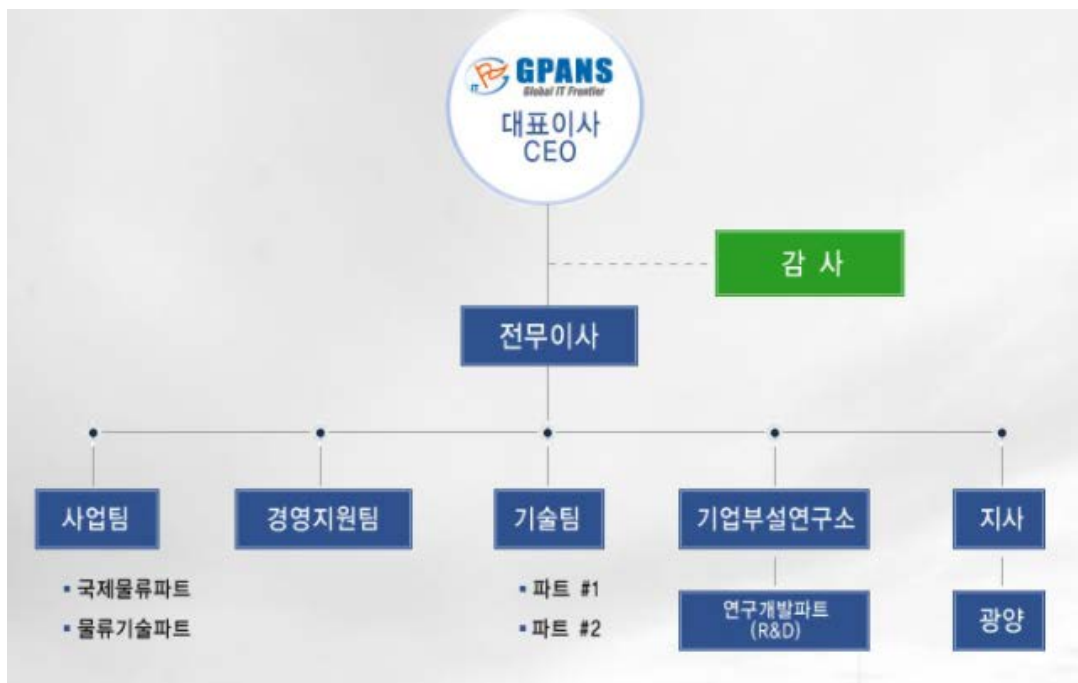 GPANS
IT
Global IT Frontier
대표이사
CEO
감 사
전무이사
사업팀
경영지원팀
기술팀
기업부설연구소
지사
▪ 국제물류파트
▪ 물류기술파트
▪ 파트 #1
▪ 파트 #2
연구개발파트
(R&D)
광양